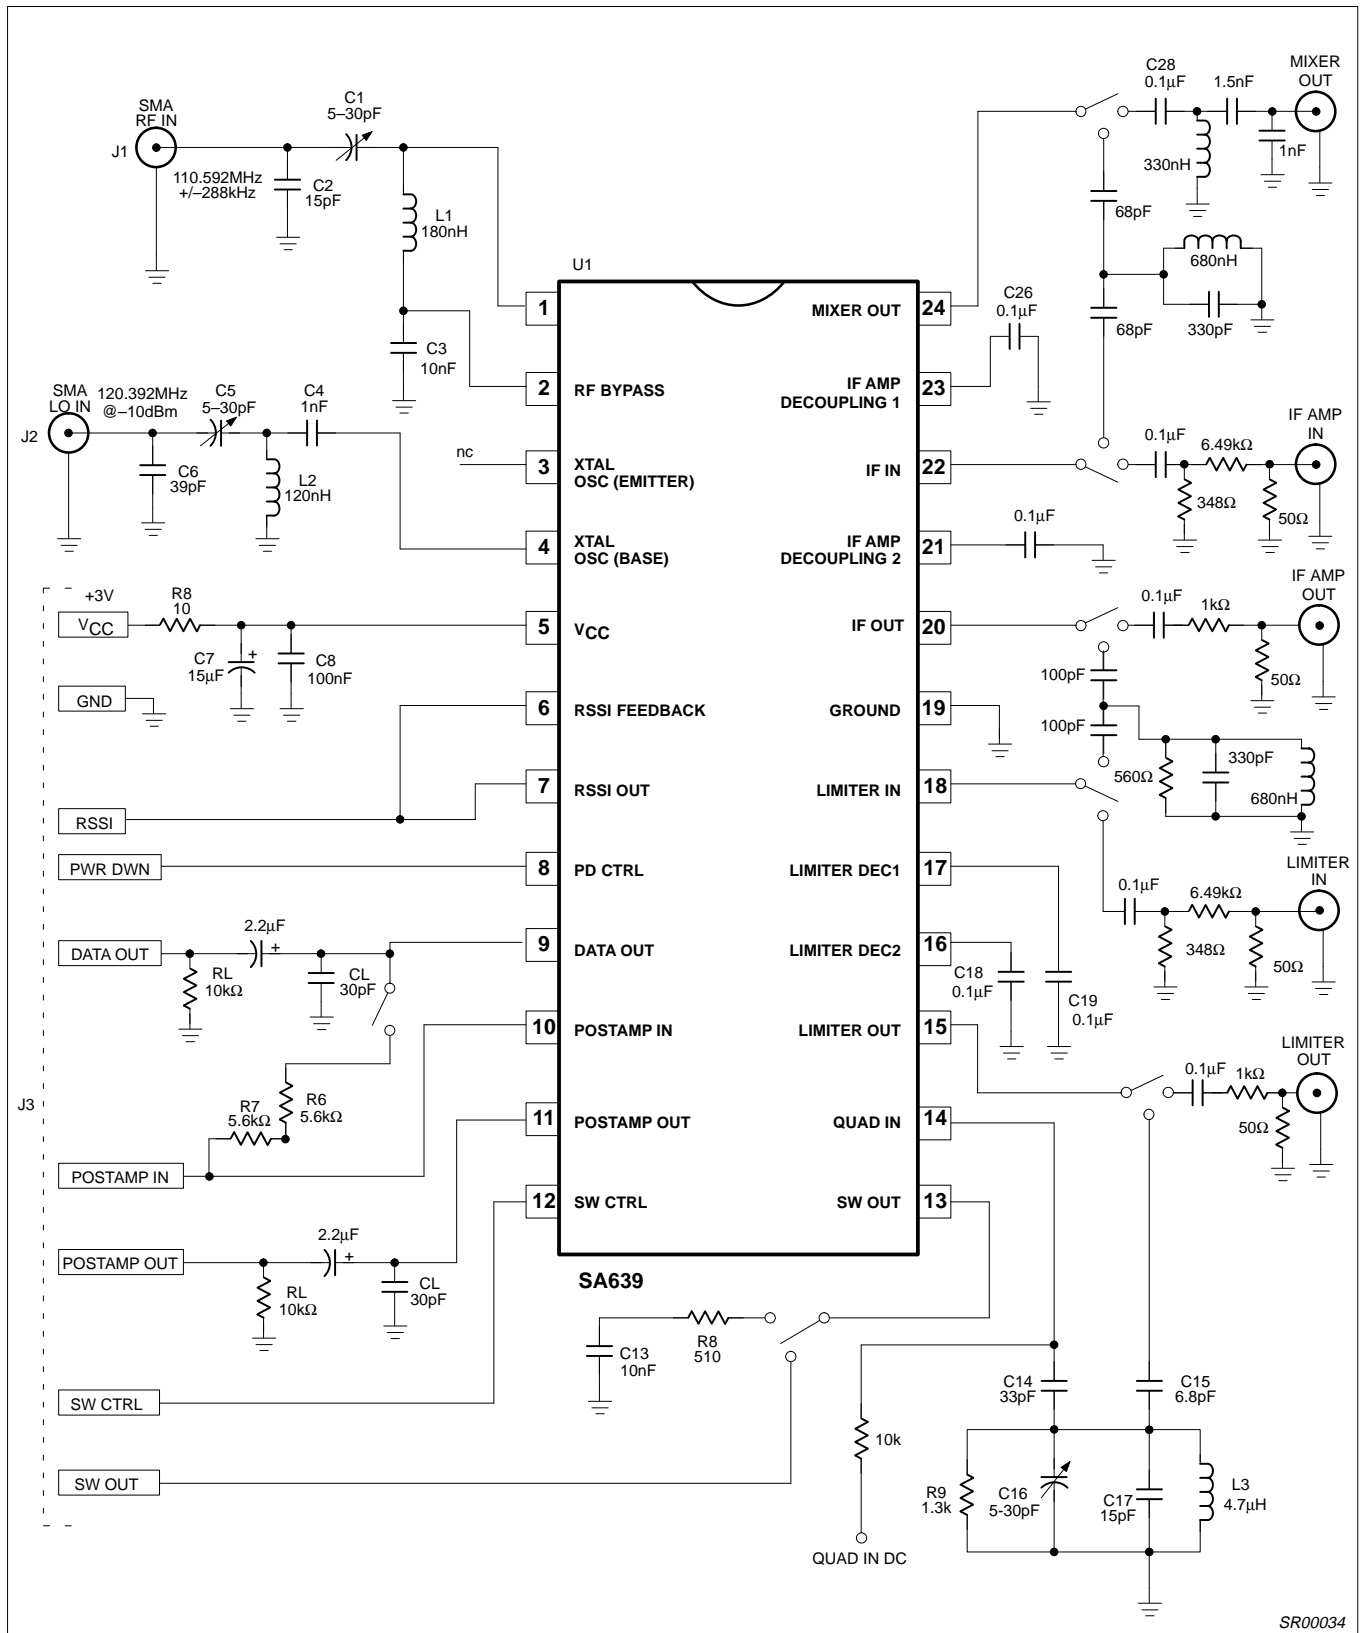 SMA
RF IN
J1
110.592MHz
+/–288kHz
C1
5–30pF
C2
15pF
L1
180nH
C3
10nF
SMA
LO IN
J2
120.392MHz
@–10dBm
C5
5–30pF
C4
1nF
C6
39pF
L2
120nH
nc
+3V
VCC
R8
10
C7
15µF
+
C8
100nF
GND
RSSI
PWR DWN
DATA OUT
2.2µF
+
RL
10kΩ
CL
30pF
J3
R7
5.6kΩ
R6
5.6kΩ
POSTAMP IN
POSTAMP OUT
2.2µF
+
RL
10kΩ
CL
30pF
SW CTRL
SW OUT
U1
1
2 RF BYPASS
3 XTAL
OSC (EMITTER)
4 XTAL
OSC (BASE)
5 VCC
6 RSSI FEEDBACK
7 RSSI OUT
8 PD CTRL
9 DATA OUT
10 POSTAMP IN
11 POSTAMP OUT
12 SW CTRL
MIXER OUT 24
IF AMP
DECOUPLING 1 23
IF IN 22
IF AMP
DECOUPLING 2 21
IF OUT 20
GROUND 19
LIMITER IN 18
LIMITER DEC1 17
LIMITER DEC2 16
LIMITER OUT 15
QUAD IN 14
SW OUT 13
SA639
C13
10nF
R8
510
C28
0.1µF
1.5nF
MIXER
OUT
330nH
1nF
68pF
680nH
68pF
330pF
C26
0.1µF
IF AMP
IN
0.1µF
6.49kΩ
348Ω
50Ω
0.1µF
IF AMP
OUT
0.1µF
1kΩ
50Ω
100pF
100pF
560Ω
330pF
680nH
LIMITER
IN
0.1µF
6.49kΩ
348Ω
50Ω
C18
0.1µF
C19
0.1µF
LIMITER
OUT
0.1µF
1kΩ
50Ω
C14
33pF
C15
6.8pF
10k
QUAD IN DC
R9
1.3k
C16
5-30pF
C17
15pF
L3
4.7µH
SR00034